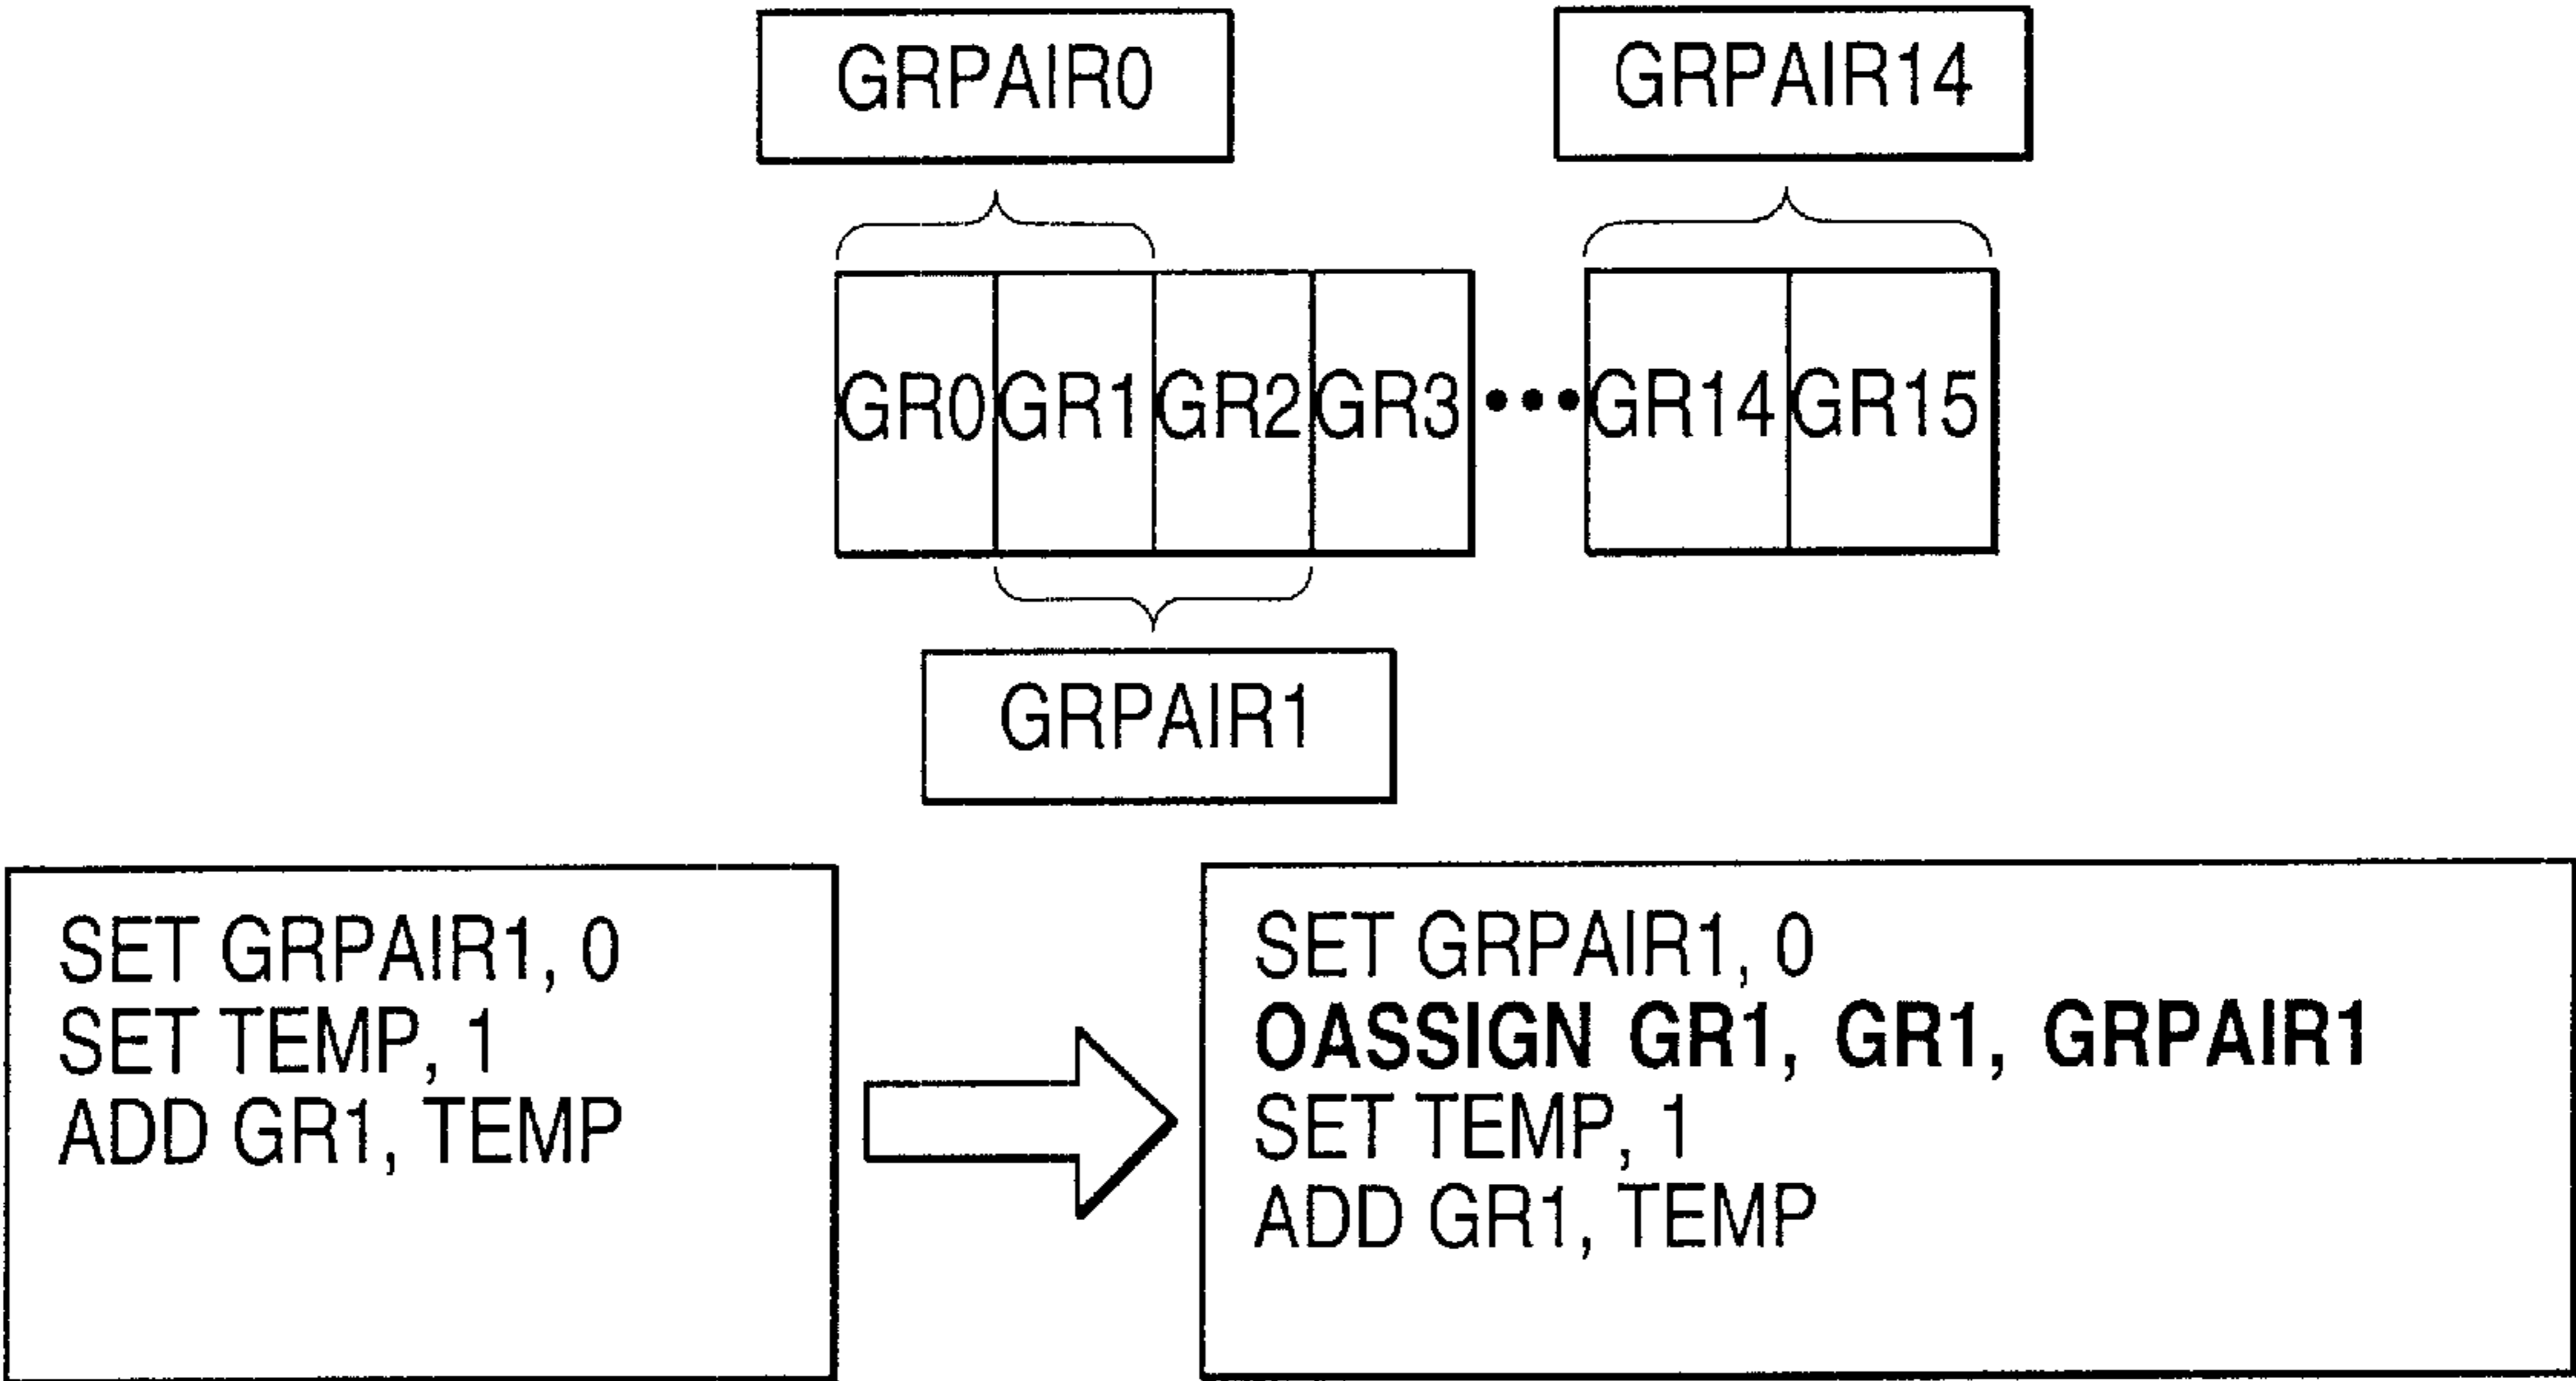 GRPAIR0 GRPAIR14
GR0 GR1 GR2 GR3 ••• GR14 GR15
GRPAIR1
SET GRPAIR1, 0
SET TEMP, 1
ADD GR1, TEMP
SET GRPAIR1, 0
OASSIGN GR1, GR1, GRPAIR1
SET TEMP, 1
ADD GR1, TEMP